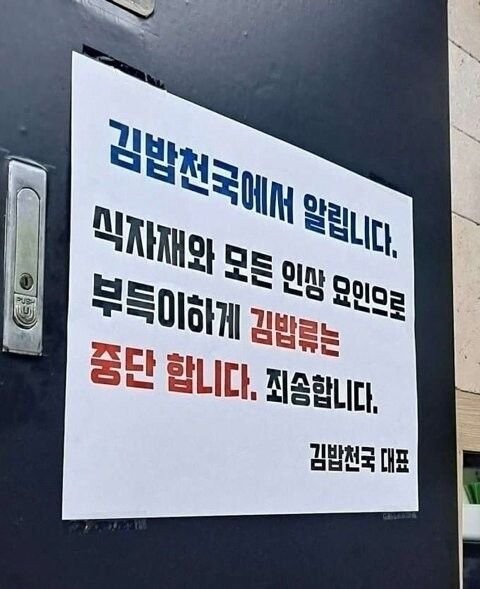 김밥천국에서 알립니다.
식자재와 모든 인상 요인으로
부득이하게 김밥류는
중단 합니다. 죄송합니다.
김밥천국 대표
PUSH